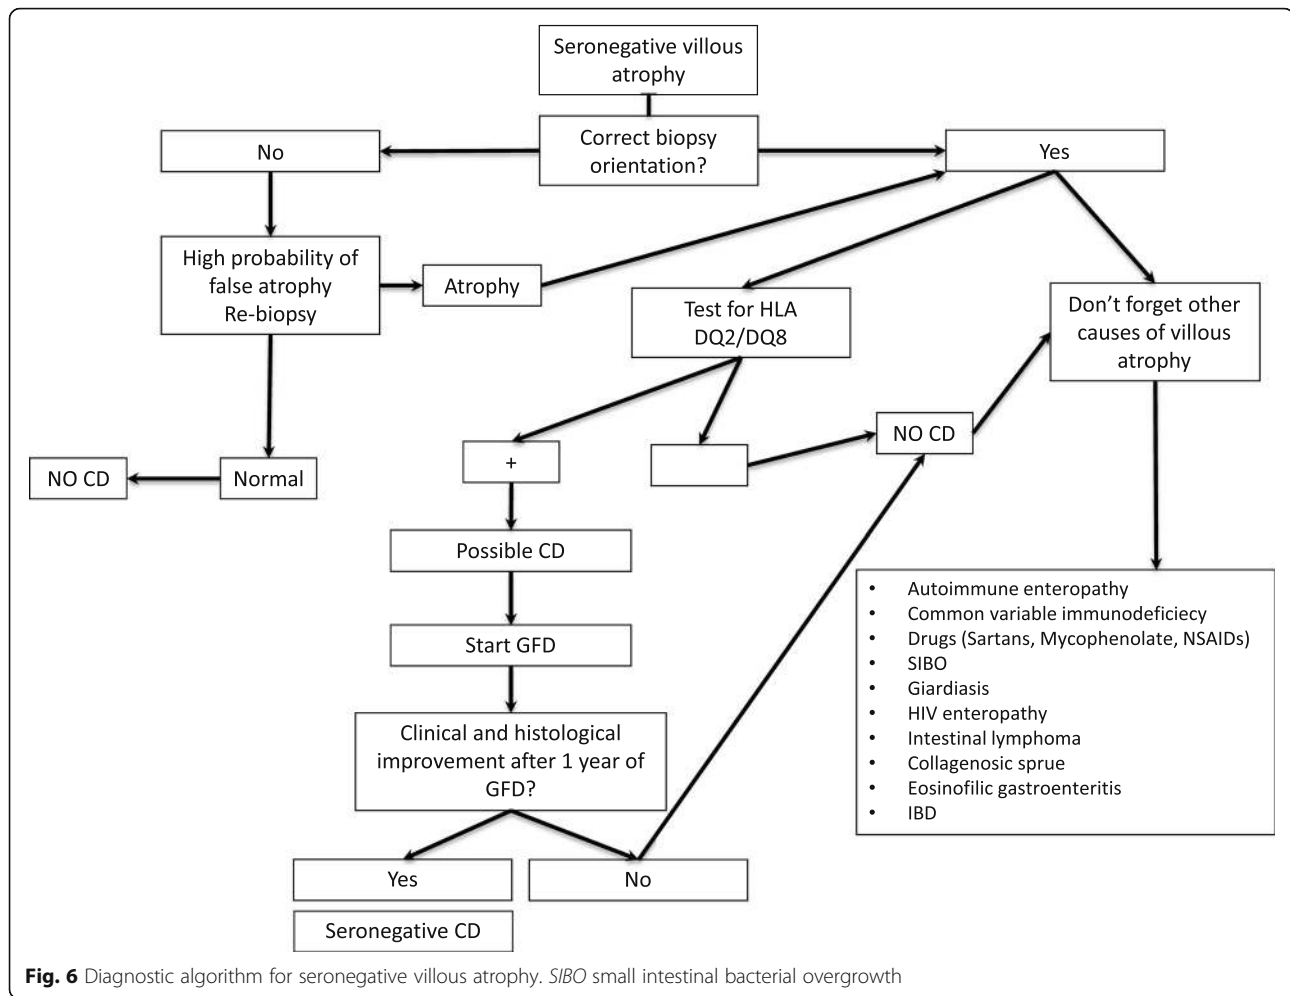 Seronegative villous
atrophy
Correct biopsy
orientation?
No
Yes
High probability of
false atrophy
Re-biopsy
Atrophy
Test for HLA
DQ2/DQ8
Don’t forget other
causes of villous
atrophy
NO CD
+
NO CD
Normal
Possible CD
Start GFD
Clinical and histological
improvement after 1 year of
GFD?
• Autoimmune enteropathy
• Common variable immunodeficiecy
• Drugs (Sartans, Mycophenolate, NSAIDs)
• SIBO
• Giardiasis
• HIV enteropathy
• Intestinal lymphoma
• Collagenosic sprue
• Eosinofilic gastroenteritis
• IBD
Yes
No
Seronegative CD
Fig. 6 Diagnostic algorithm for seronegative villous atrophy. SIBO small intestinal bacterial overgrowth